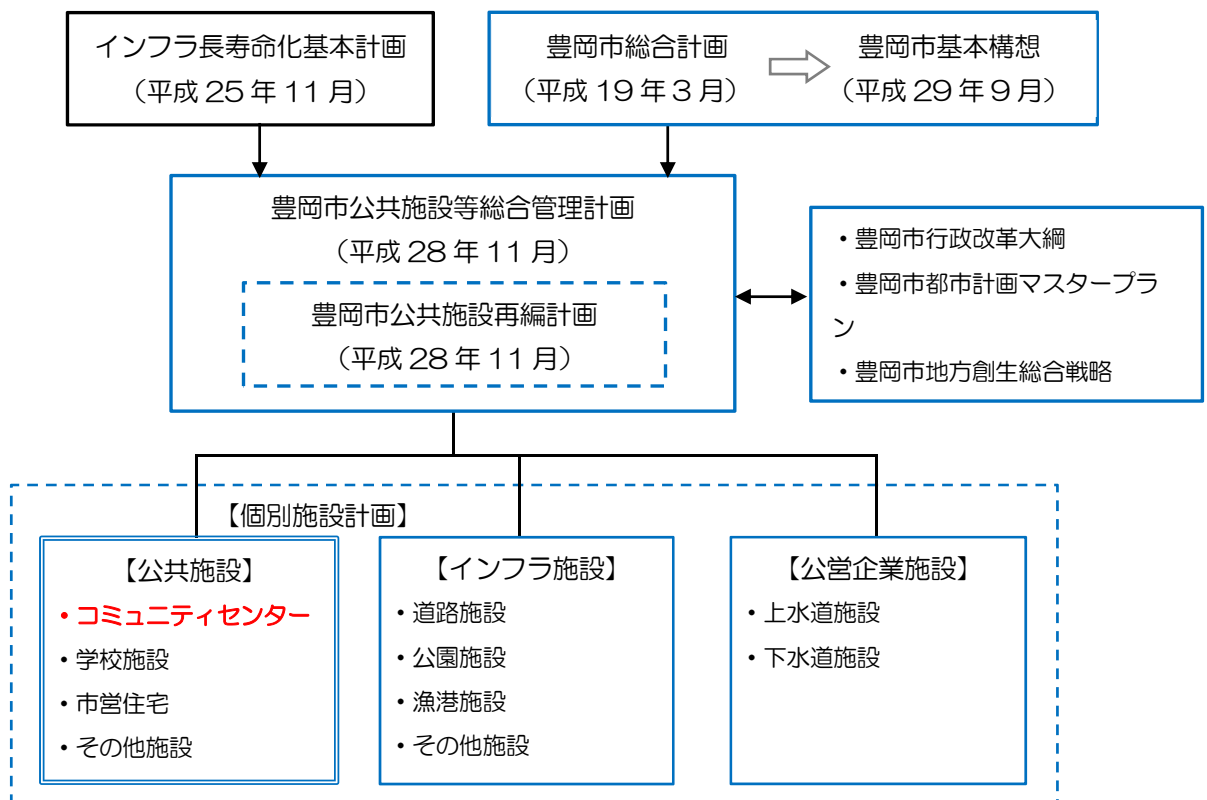 インフラ長寿命化基本計画
（平成 25 年 11 月）
豊岡市総合計画
（平成 19 年 3 月）
豊岡市基本構想
（平成 29 年 9 月）
豊岡市公共施設等総合管理計画
（平成 28 年 11 月）
豊岡市公共施設再編計画
（平成 28 年 11 月）
・豊岡市行政改革大綱
・豊岡市都市計画マスタープラ
ン
・豊岡市地方創生総合戦略
【個別施設計画】
【公共施設】
・コミュニティセンター
・学校施設
・市営住宅
・その他施設
【インフラ施設】
・道路施設
・公園施設
・漁港施設
・その他施設
【公営企業施設】
・上水道施設
・下水道施設